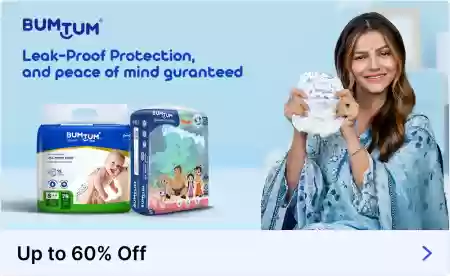 BUMTUM
Leak-Proof Protection,
and peace of mind guranteed
BUMTUM
BUMTUM
Up to 60% Off